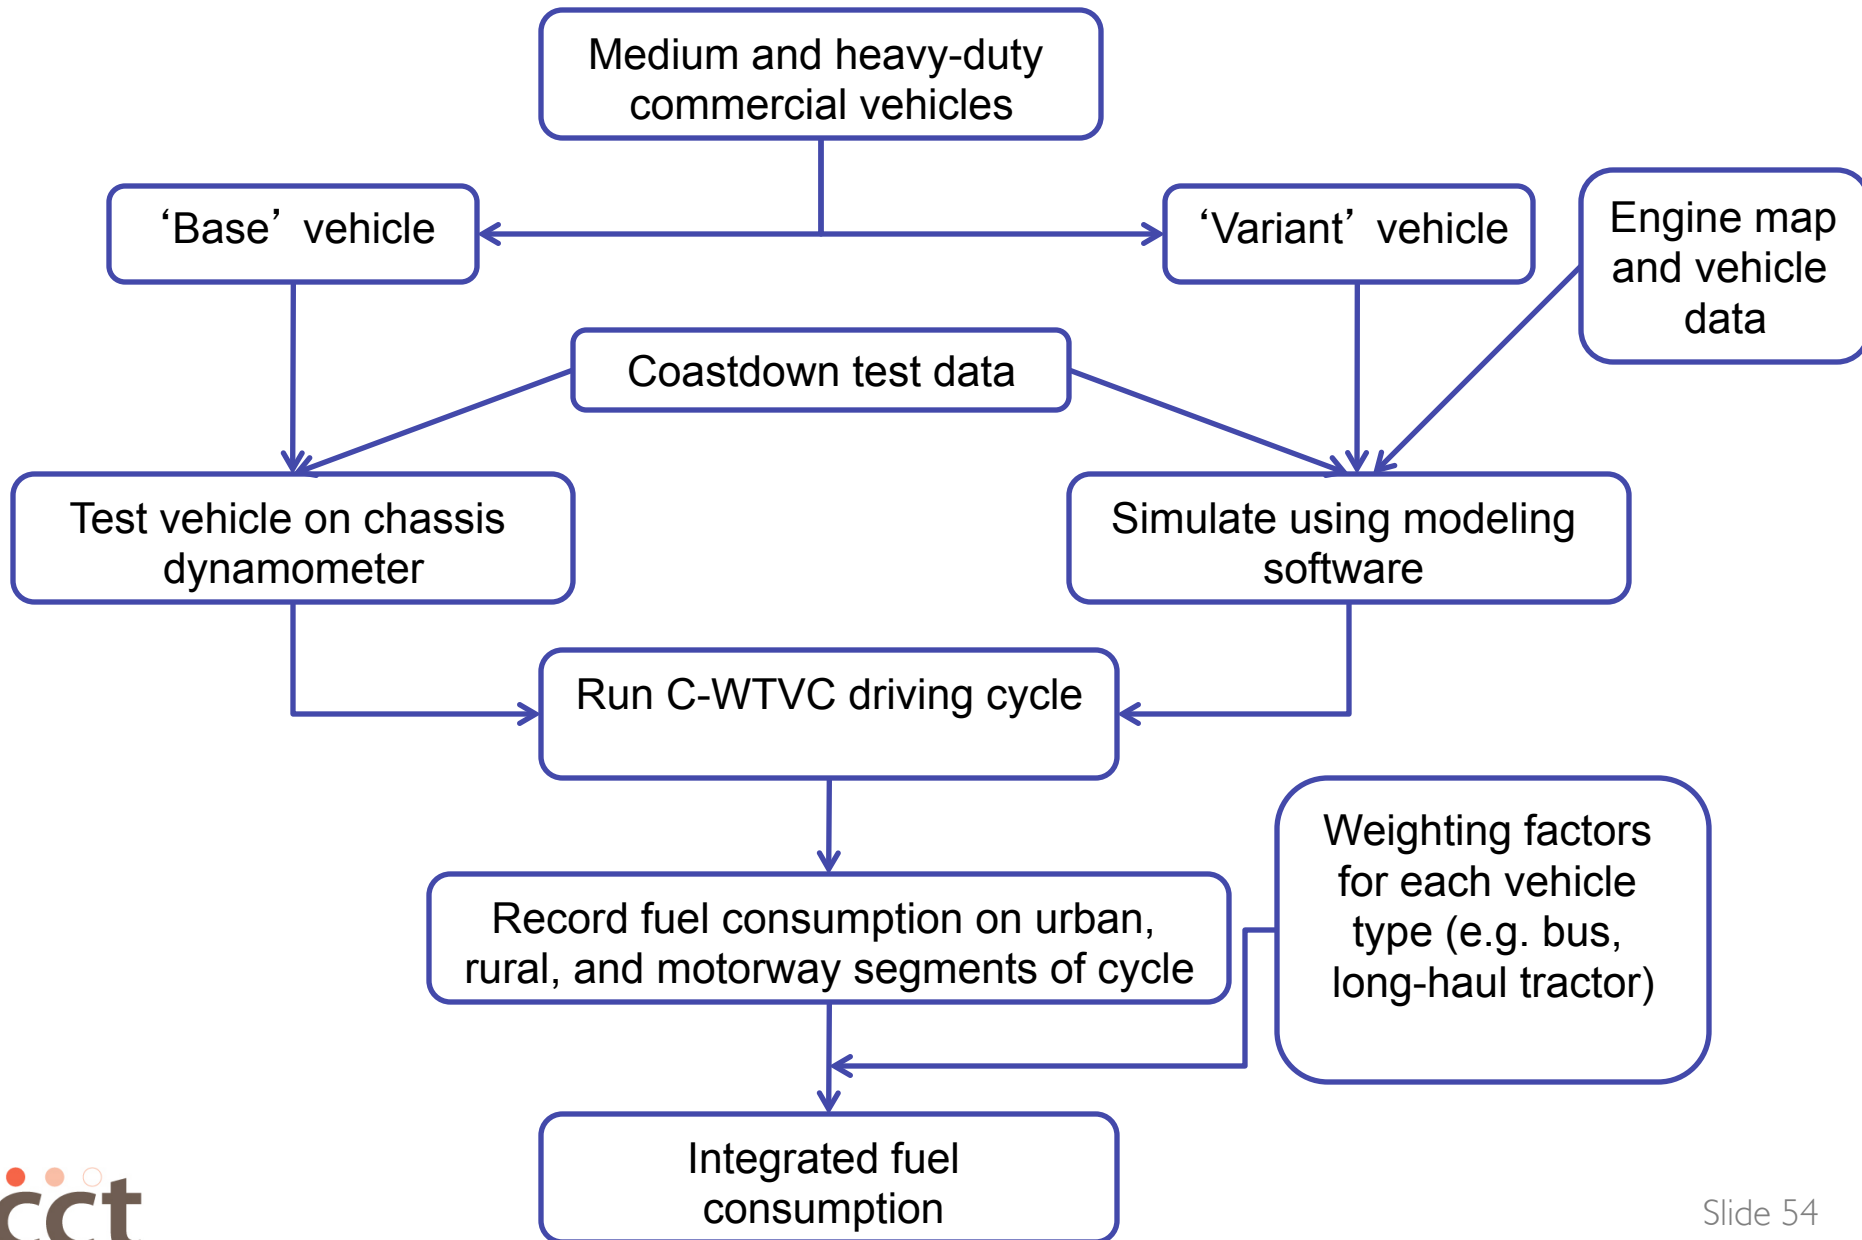 Medium and heavy-duty
commercial vehicles
‘Base’ vehicle
‘Variant’ vehicle
Engine map
and vehicle
data
Coastdown test data
Test vehicle on chassis
dynamometer
Simulate using modeling
software
Run C-WTVC driving cycle
Weighting factors
for each vehicle
type (e.g. bus,
long-haul tractor)
Record fuel consumption on urban,
rural, and motorway segments of cycle
Integrated fuel
consumption
cct
Slide 54